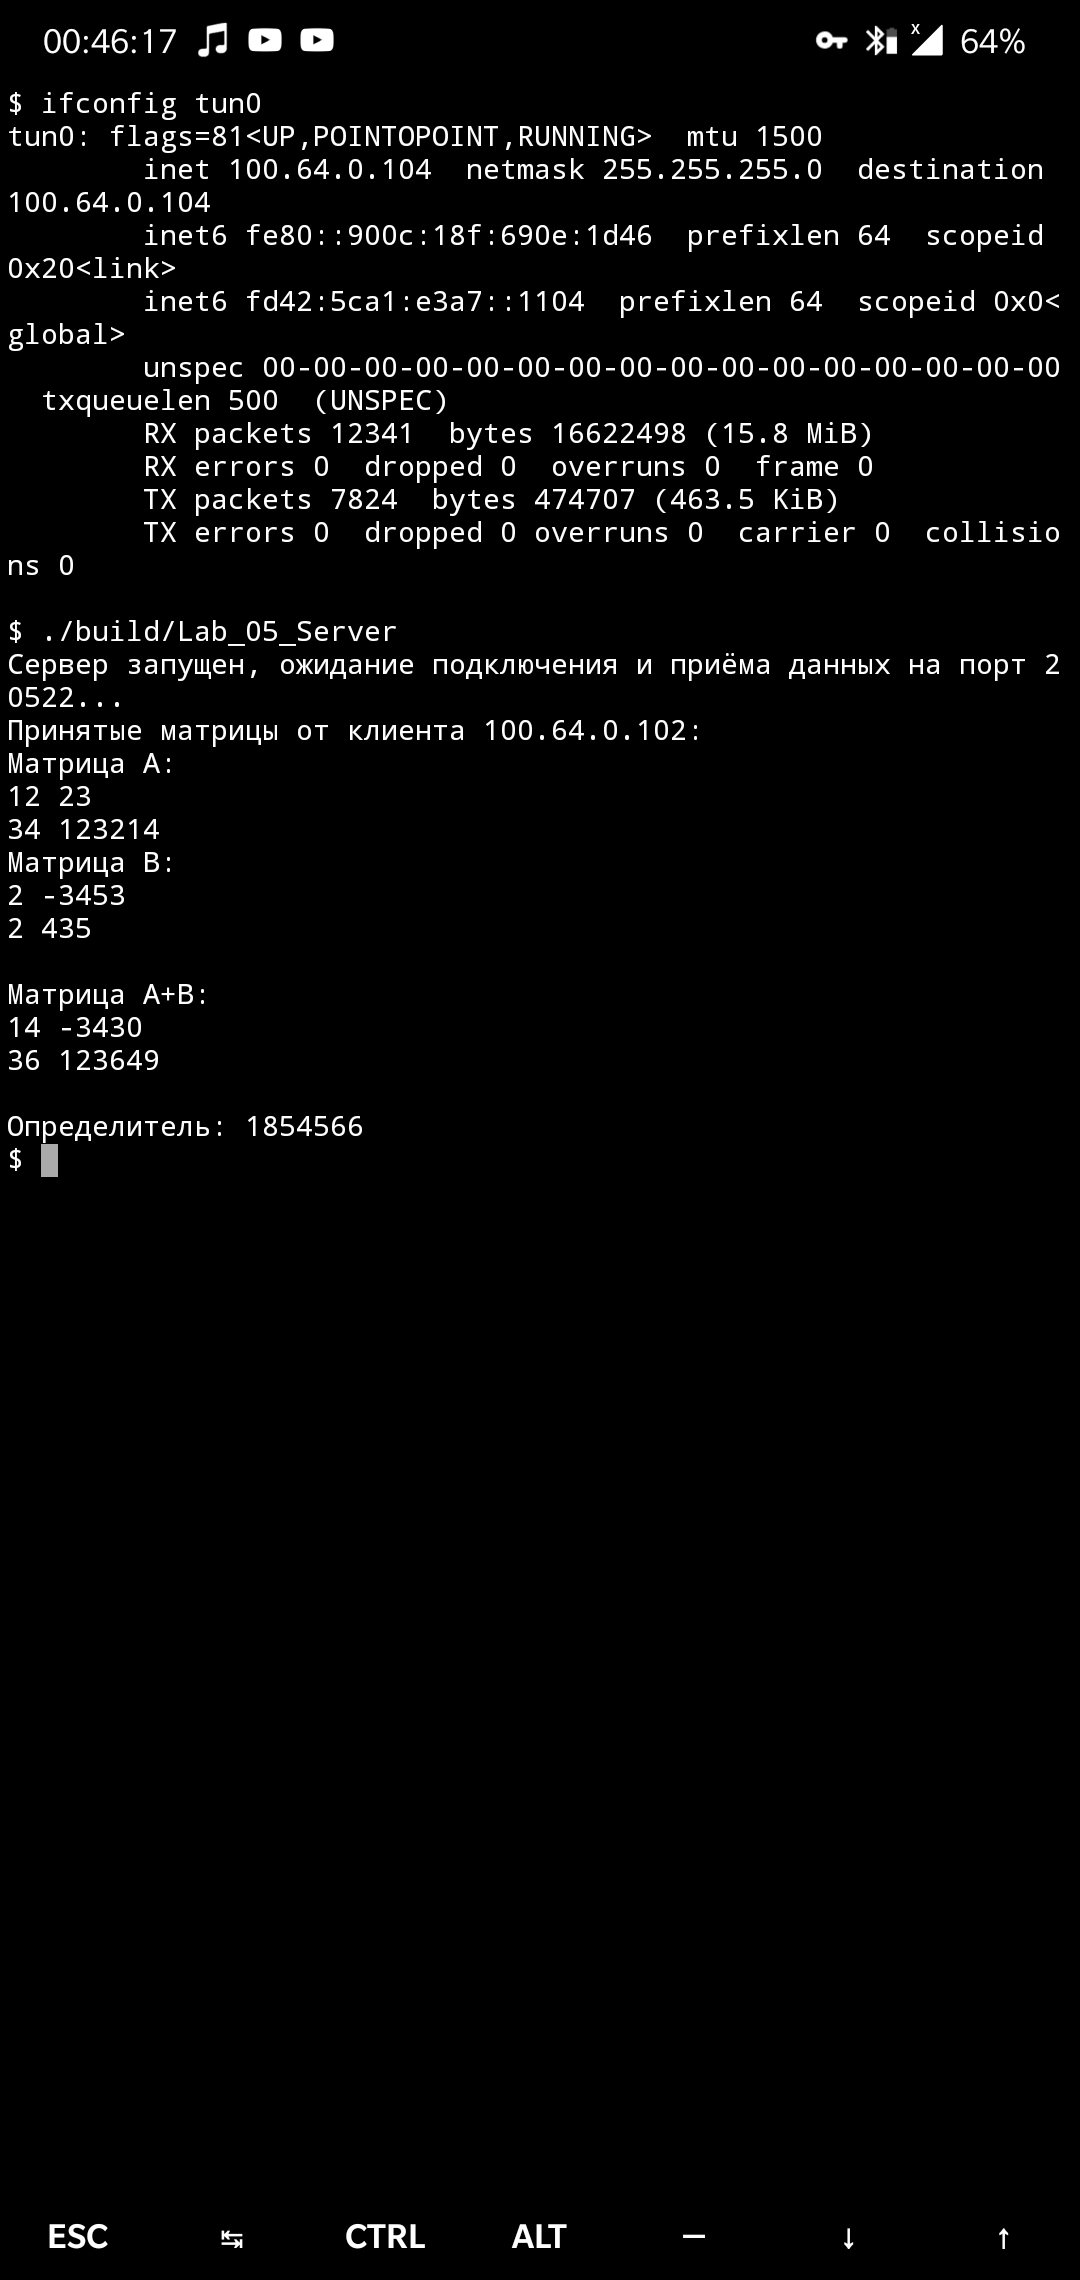 00:46:17 64%
$ ifconfig tun0
tun0: flags=81<UP,POINTOPOINT,RUNNING>  mtu 1500
        inet 100.64.0.104  netmask 255.255.255.0  destination
100.64.0.104
        inet6 fe80::900c:18f:690e:1d46  prefixlen 64  scopeid
0x20<link>
        inet6 fd42:5ca1:e3a7::1104  prefixlen 64  scopeid 0x0<
global>
        unspec 00-00-00-00-00-00-00-00-00-00-00-00-00-00-00-00
  txqueuelen 500  (UNSPEC)
        RX packets 12341  bytes 16622498 (15.8 MiB)
        RX errors 0  dropped 0  overruns 0  frame 0
        TX packets 7824  bytes 474707 (463.5 KiB)
        TX errors 0  dropped 0 overruns 0  carrier 0  collisio
ns 0

$ ./build/Lab_05_Server
Сервер запущен, ожидание подключения и приёма данных на порт 2
0522...
Принятые матрицы от клиента 100.64.0.102:
Матрица A:
12 23
34 123214
Матрица B:
2 -3453
2 435

Матрица A+B:
14 -3430
36 123649

Определитель: 1854566
$
ESC ↹ CTRL ALT — ↓ ↑